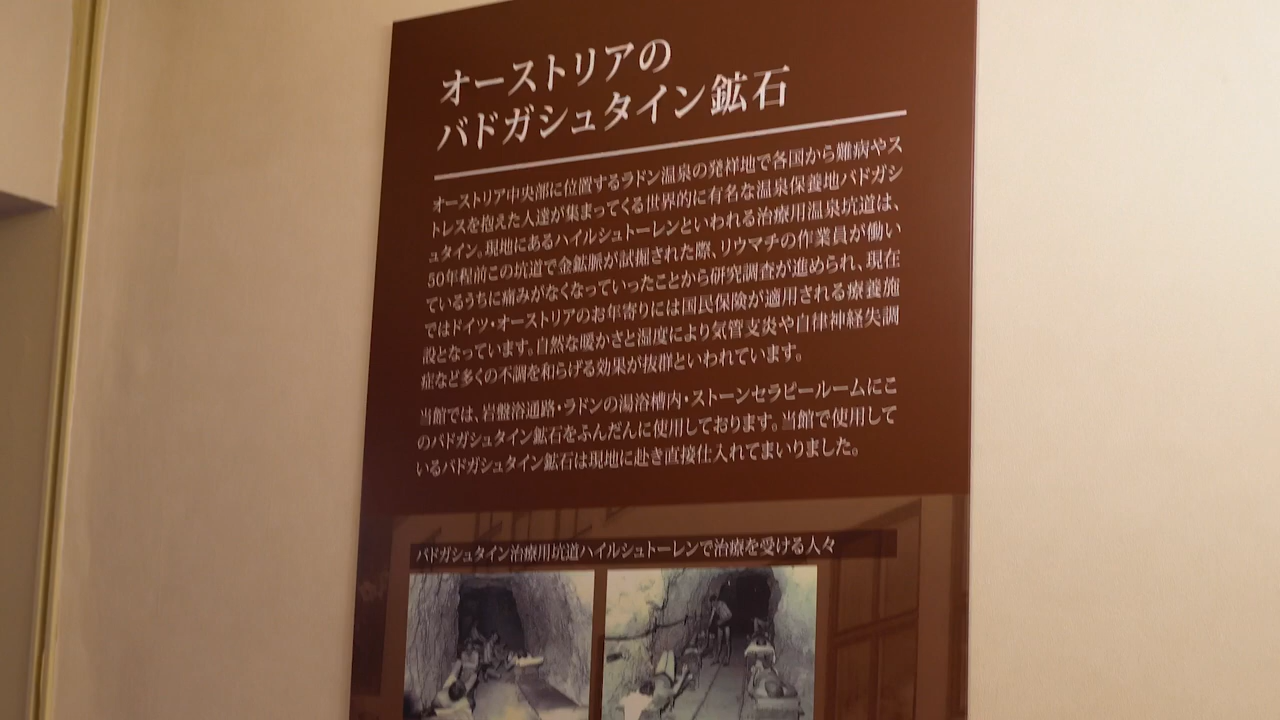 オーストリアの
バドガシュタイン鉱石
オーストリア中央部に位置するラドン温泉の発祥地で各国から難病やス
トレスを抱えた人達が集まってくる世界的に有名な温泉保養地バドガシ
ュタイン。現地にあるハイルシュトーレンといわれる治療用温泉坑道は、
50年程前この坑道で金鉱脈が試掘された際、リウマチの作業員が働い
ているうちに痛みがなくなっていったことから研究調査が進められ、現在
ではドイツ・オーストリアのお年寄りには国民保険が適用される療養施
設となっています。自然な暖かさと湿度により気管支炎や自律神経失調
症など多くの不調を和らげる効果が抜群といわれています。
当館では、岩盤浴通路・ラドンの湯浴槽内・ストーンセラピールームにこ
のバドガシュタイン鉱石をふんだんに使用しております。当館で使用して
いるバドガシュタイン鉱石は現地に赴き直接仕入れてまいりました。
バドガシュタイン治療用坑道ハイルシュトーレンで治療を受ける人々